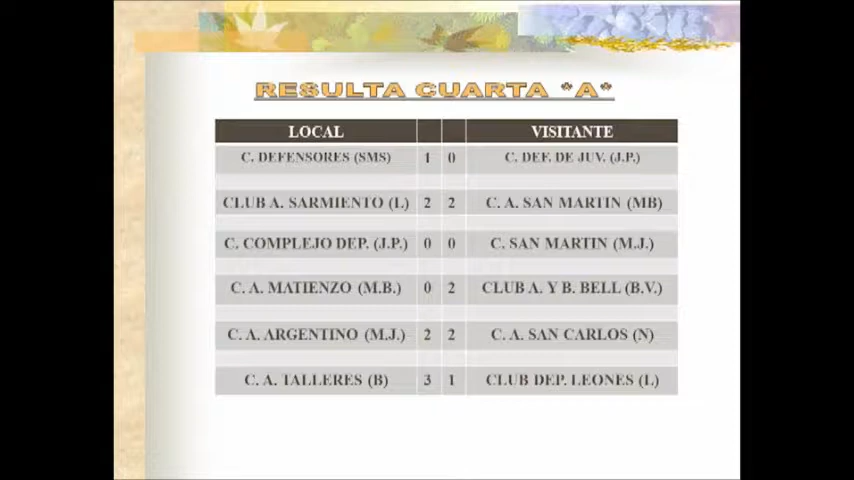 RESULTA CUARTA *A*
LOCAL VISITANTE
C. DEFENSORES (SMS) 1 0 C. DEF. DE JUV. (J.P.)
CLUB A. SARMIENTO (L) 2 2 C. A. SAN MARTIN (MB)
C. COMPLEJO DEP. (J.P.) 0 0 C. SAN MARTIN (M.J.)
C. A. MATIENZO (M.B.) 0 2 CLUB A. Y B. BELL (B.V.)
C. A. ARGENTINO (M.J.) 2 2 C. A. SAN CARLOS (N)
C. A. TALLERES (B) 3 1 CLUB DEP. LEONES (L)